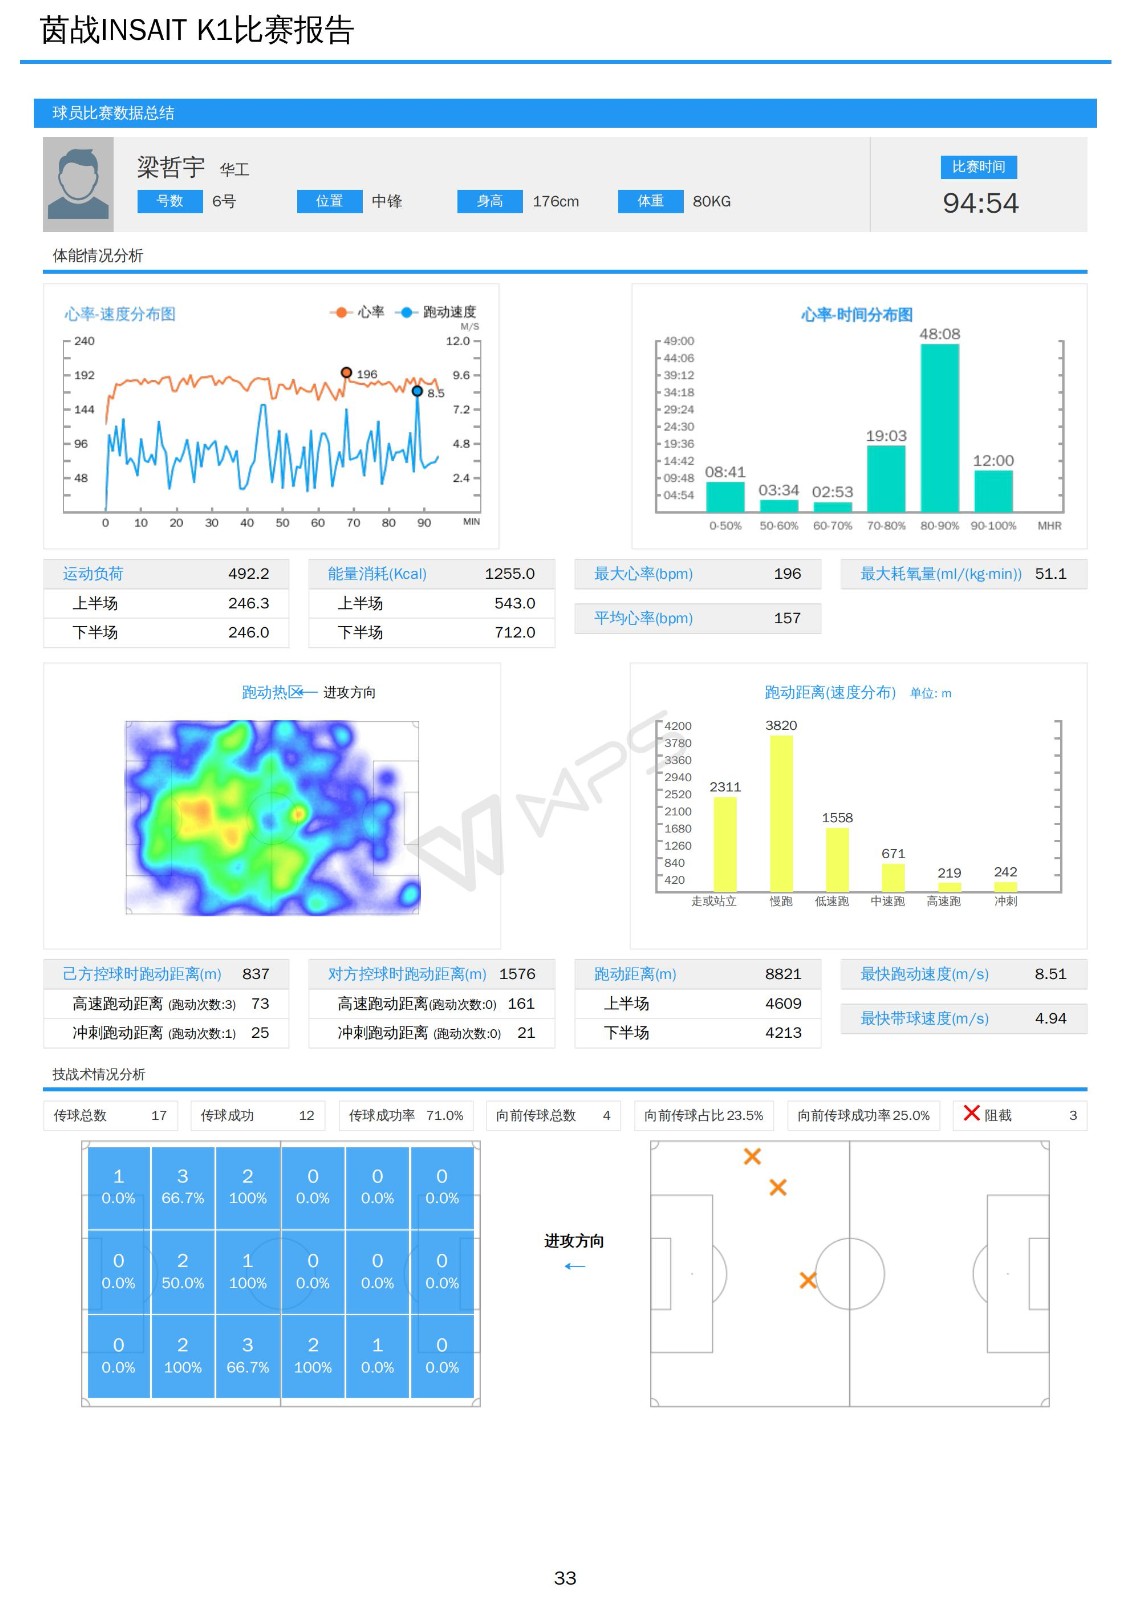 茵战INSAIT K1比赛报告
球员比赛数据总结
梁哲宇 华工
号数 6号 位置 中锋 身高 176cm 体重 80KG
比赛时间
94:54
体能情况分析
心率-速度分布图 心率 跑动速度
M/S
240 12.0
192 9.6
144 7.2
96 4.8
48 2.4
196
8.5
0 10 20 30 40 50 60 70 80 90 MIN
心率-时间分布图
49:00
44:06
39:12
34:18
29:24
24:30
19:36
14:42
09:48
04:54
08:41 03:34 02:53 19:03 48:08 12:00
0-50% 50-60% 60-70% 70-80% 80-90% 90-100% MHR
运动负荷 492.2
上半场 246.3
下半场 246.0
能量消耗(Kcal) 1255.0
上半场 543.0
下半场 712.0
最大心率(bpm) 196
平均心率(bpm) 157
最大耗氧量(ml/(kg·min)) 51.1
跑动热区 进攻方向
跑动距离(速度分布) 单位: m
4200
3780
3360
2940
2520
2100
1680
1260
840
420
2311 3820 1558 671 219 242
走或站立 慢跑 低速跑 中速跑 高速跑 冲刺
WPS
己方控球时跑动距离(m) 837
高速跑动距离 (跑动次数:3) 73
冲刺跑动距离 (跑动次数:1) 25
对方控球时跑动距离(m) 1576
高速跑动距离(跑动次数:0) 161
冲刺跑动距离 (跑动次数:0) 21
跑动距离(m) 8821
上半场 4609
下半场 4213
最快跑动速度(m/s) 8.51
最快带球速度(m/s) 4.94
技战术情况分析
传球总数 17 传球成功 12 传球成功率 71.0% 向前传球总数 4 向前传球占比 23.5% 向前传球成功率 25.0% 阻截 3
1 3 2 0 0 0
0.0% 66.7% 100% 0.0% 0.0% 0.0%
0 2 1 0 0 0
0.0% 50.0% 100% 0.0% 0.0% 0.0%
0 2 3 2 1 0
0.0% 100% 66.7% 100% 0.0% 0.0%
进攻方向
33